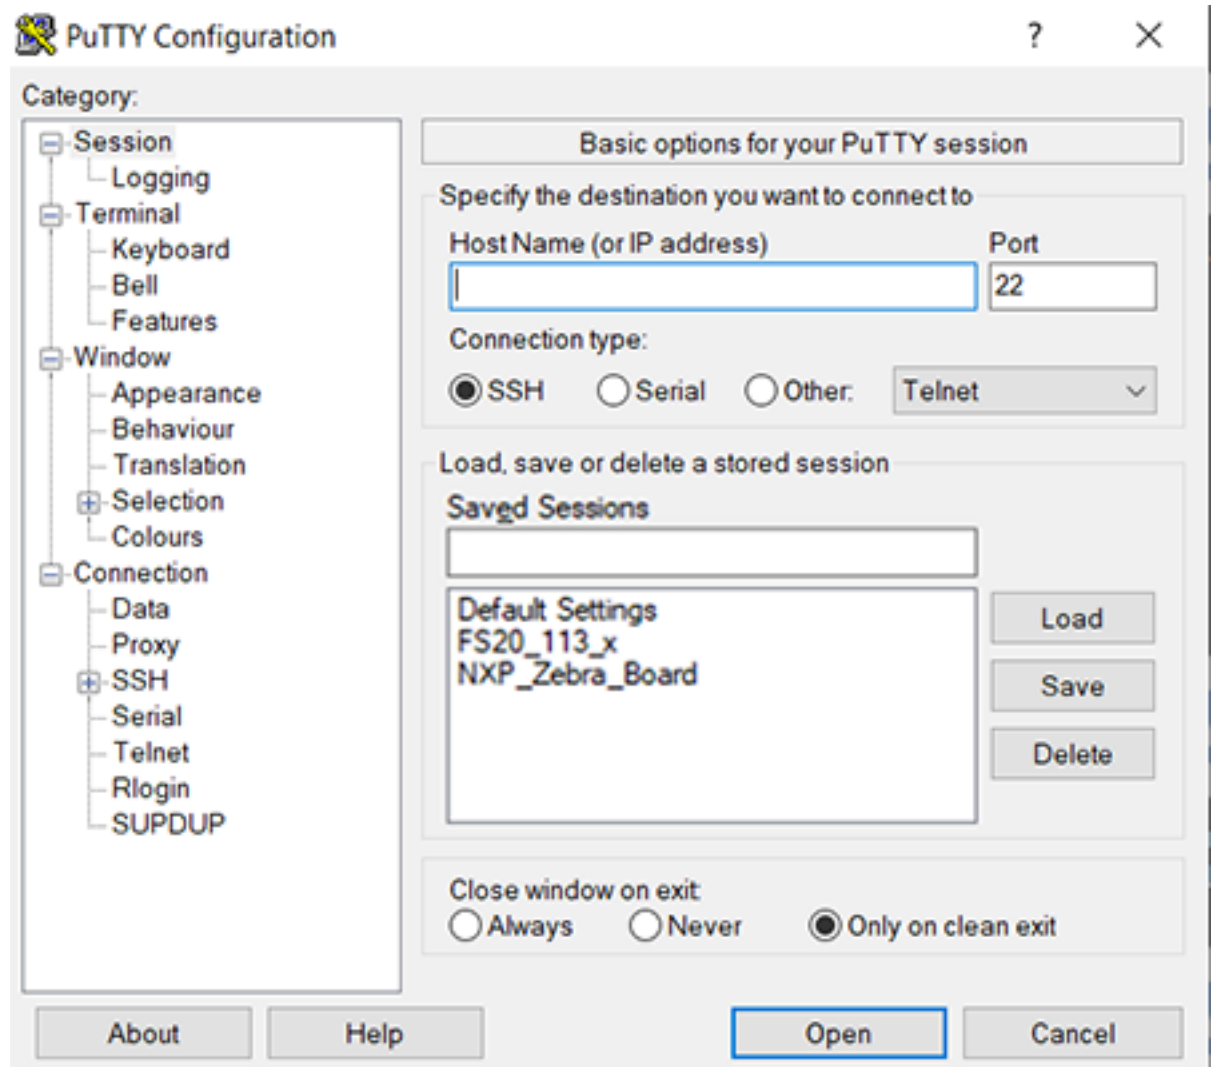 PuTTY Configuration
?
Category:
Session
Logging
Terminal
Keyboard
Bell
Features
Window
Appearance
Behaviour
Translation
Selection
Colours
Connection
Data
Proxy
SSH
Serial
Telnet
Rlogin
SUPDUP
Basic options for your PuTTY session
Specify the destination you want to connect to
Host Name (or IP address) Port
22
Connection type:
SSH Serial Other: Telnet
Load, save or delete a stored session
Saved Sessions
Default Settings
FS20_113_x
NXP_Zebra_Board
Load
Save
Delete
Close window on exit:
Always Never Only on clean exit
About Help Open Cancel